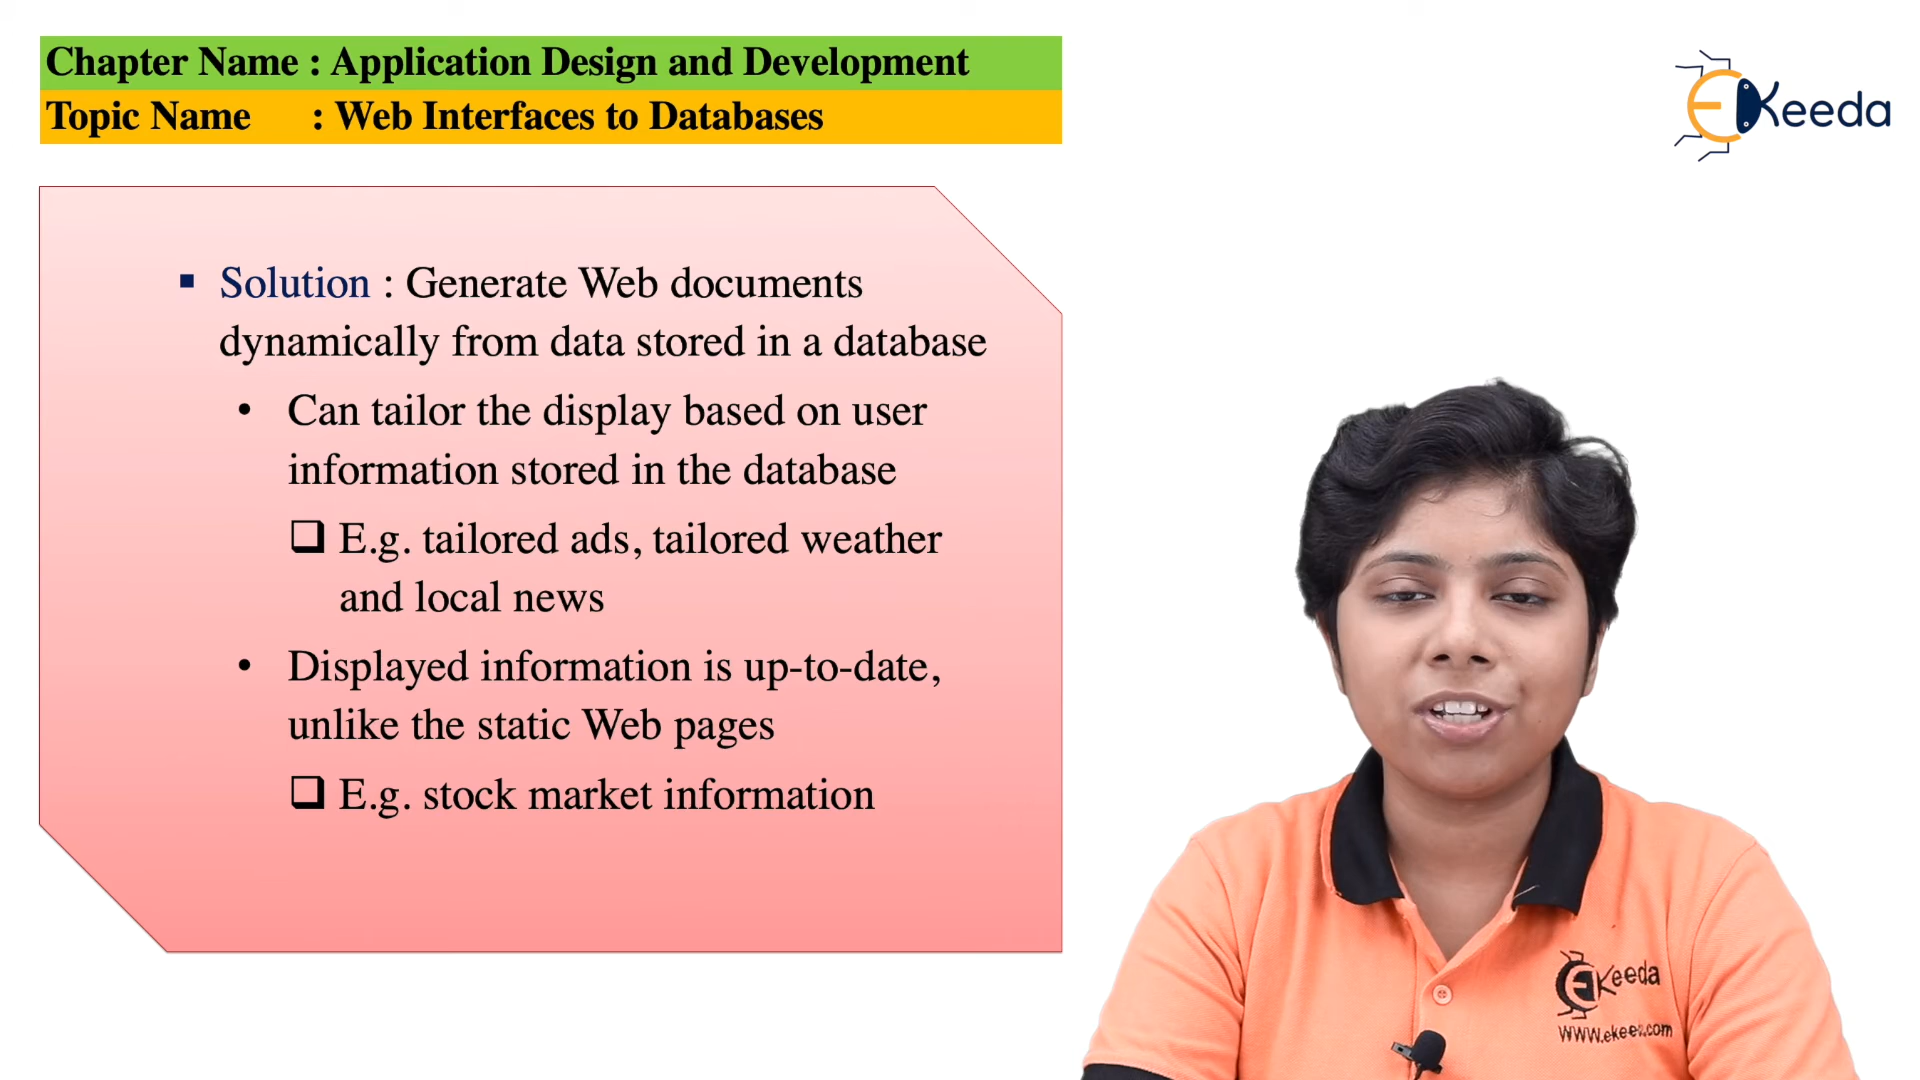 Chapter Name : Application Design and Development
Topic Name : Web Interfaces to Databases
EKeeda
Solution : Generate Web documents
dynamically from data stored in a database
Can tailor the display based on user
information stored in the database
E.g. tailored ads, tailored weather
and local news
Displayed information is up-to-date,
unlike the static Web pages
E.g. stock market information
EKeeda